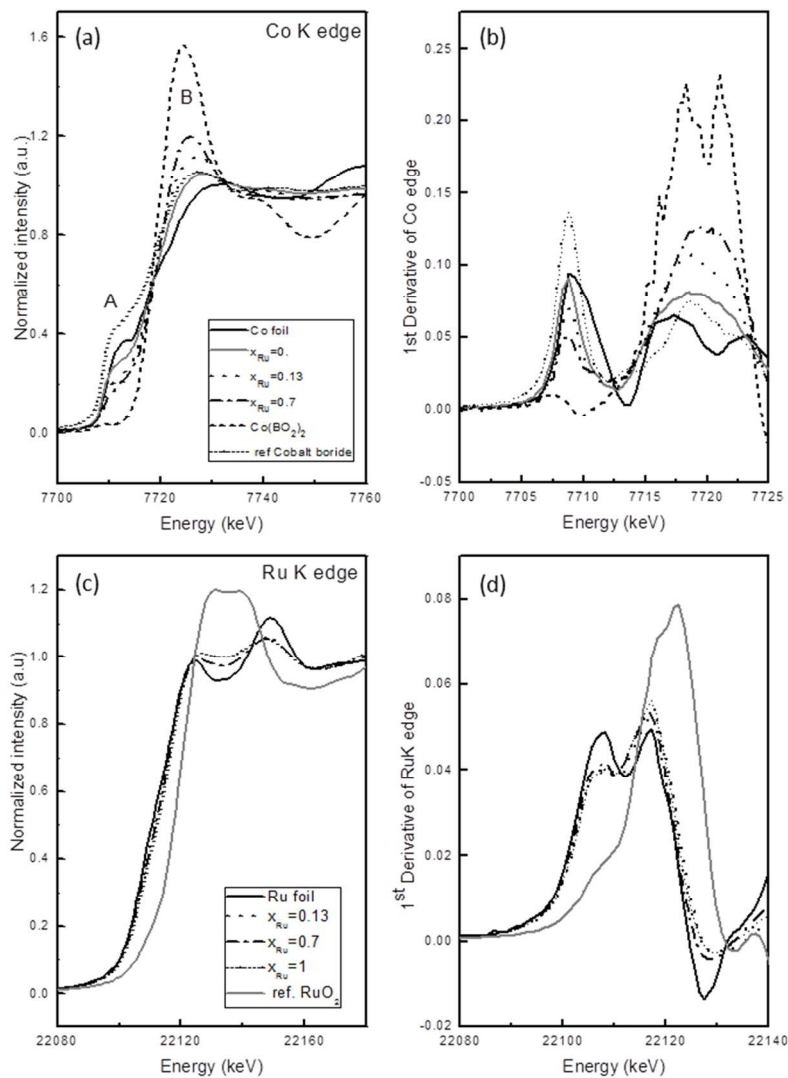 (a)
Co K edge
B
A
Normalized intensity (a.u.)
1.6
1.2
0.8
0.4
0.0
Co foil
xRu=0.
xRu=0.13
xRu=0.7
Co(BO2)2
ref Cobalt boride
7700 7720 7740 7760
Energy (keV)
(b)
1st Derivative of Co edge
0.25
0.20
0.15
0.10
0.05
0.00
-0.05
7700 7705 7710 7715 7720 7725
Energy (keV)
(c)
Ru K edge
Normalized intensity (a.u)
1.2
1.0
0.8
0.6
0.4
0.2
0.0
Ru foil
xRu=0.13
xRu=0.7
xRu=1
ref. RuO2
22080 22120 22160
Energy (keV)
(d)
1st Derivative of RuK edge
0.08
0.06
0.04
0.02
0.00
-0.02
22080 22100 22120 22140
Energy (keV)